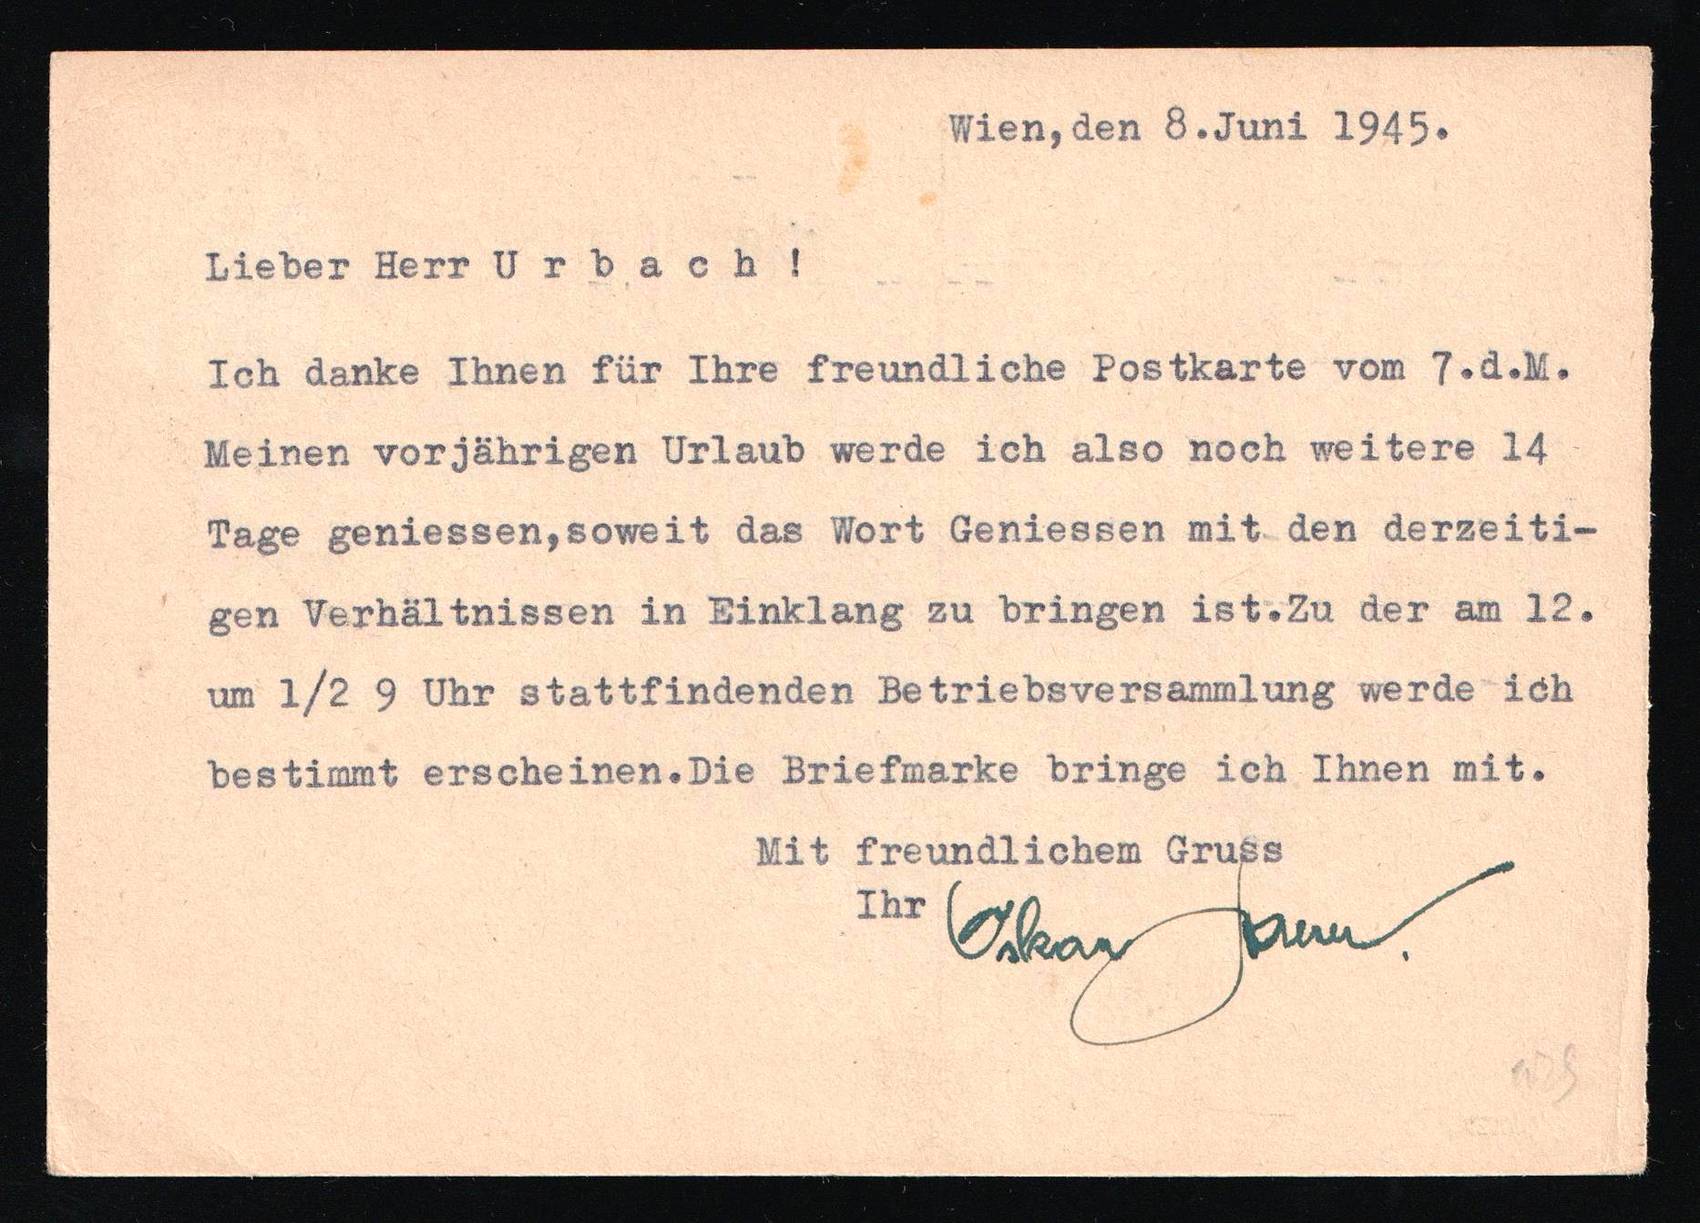 Wien,den 8.Juni 1945.
Lieber Herr U r b a c h !
Ich danke Ihnen für Ihre freundliche Postkarte vom 7.d.M.
Meinen vorjährigen Urlaub werde ich also noch weitere 14
Tage geniessen,soweit das Wort Geniessen mit den derzeiti-
gen Verhältnissen in Einklang zu bringen ist.Zu der am 12.
um 1/2 9 Uhr stattfindenden Betriebsversammlung werde ich
bestimmt erscheinen.Die Briefmarke bringe ich Ihnen mit.
Mit freundlichem Gruss
Ihr Oskar